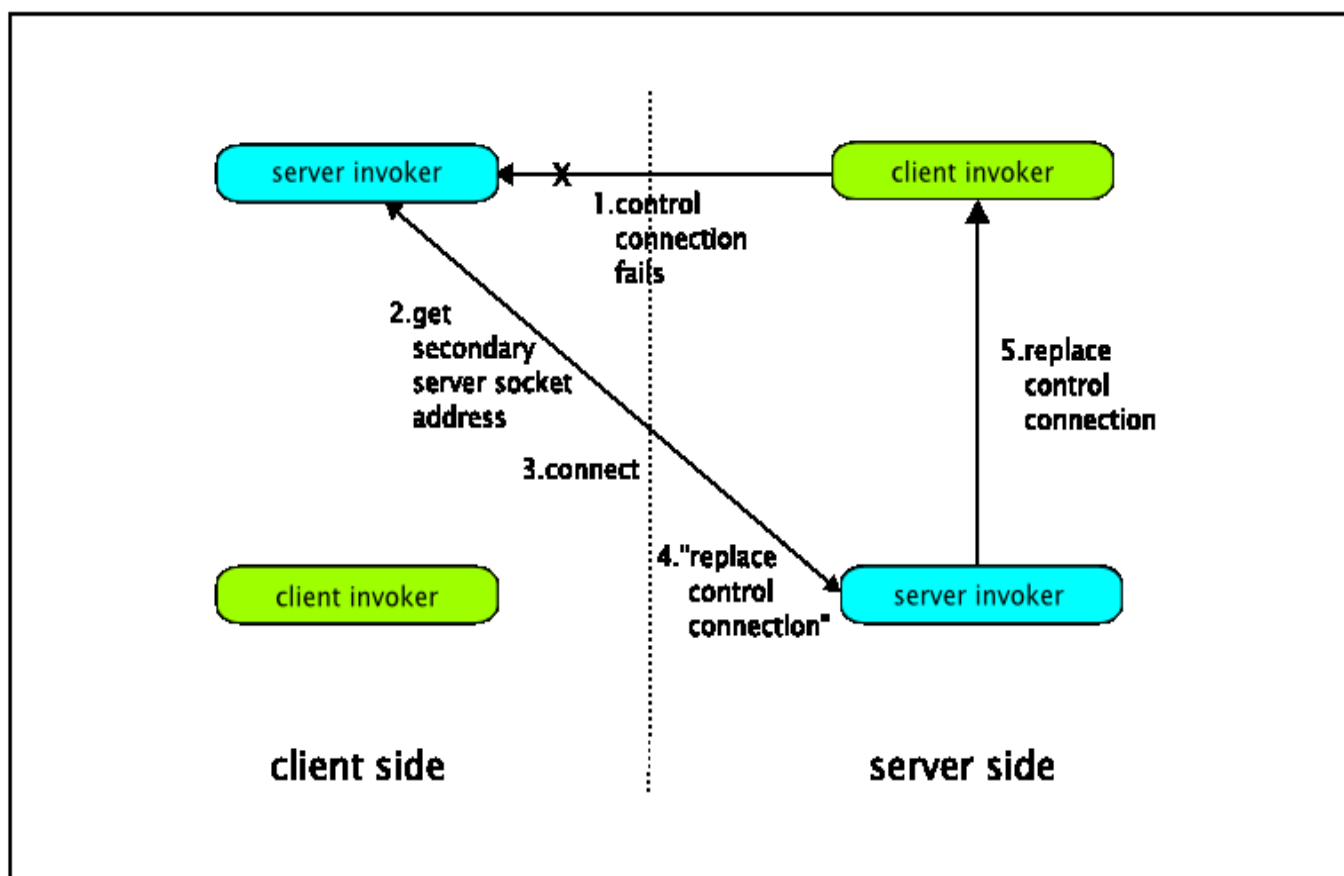 server invoker
client invoker
1.control
connection
fails
2.get
secondary
server socket
address
5.replace
control
connection
3.connect
4."replace
control
connection"
client invoker
server invoker
client side
server side